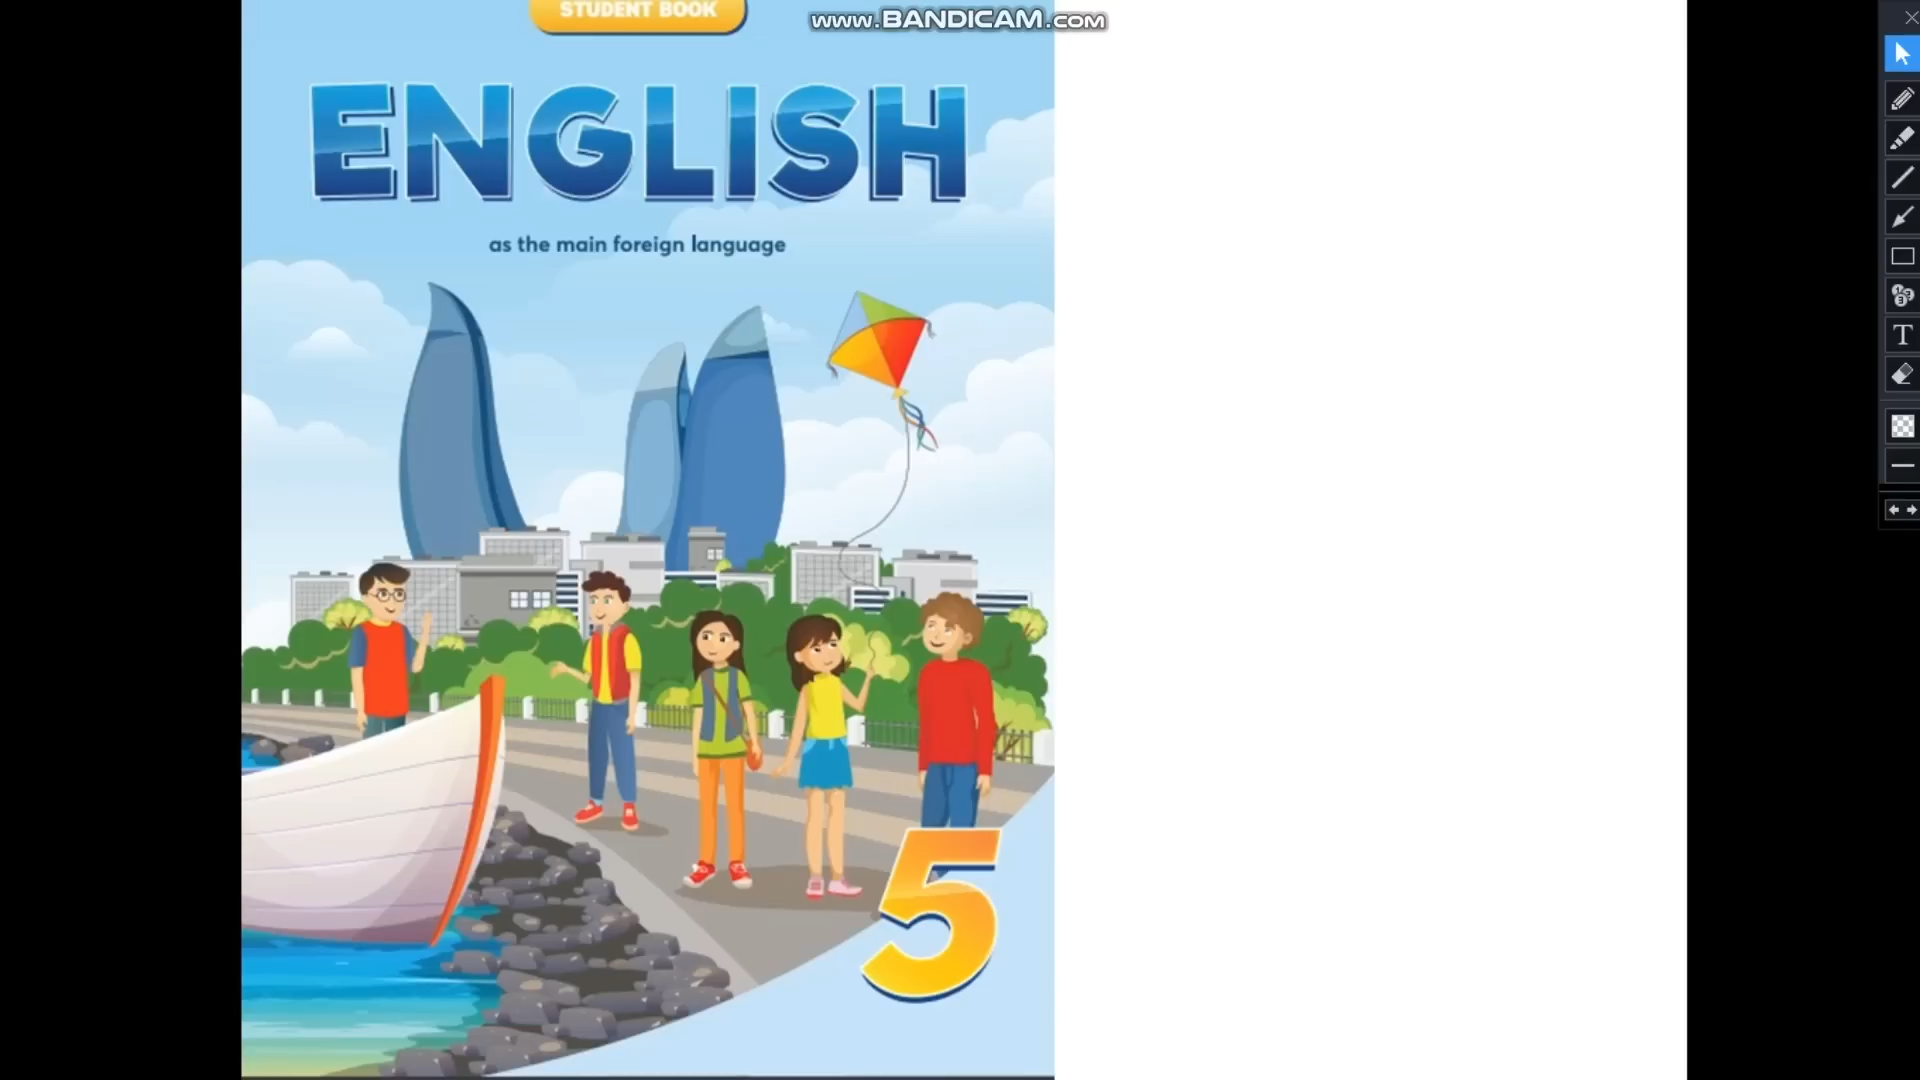 STUDENT BOOK
www.BANDICAM.com
ENGLISH
as the main foreign language
5